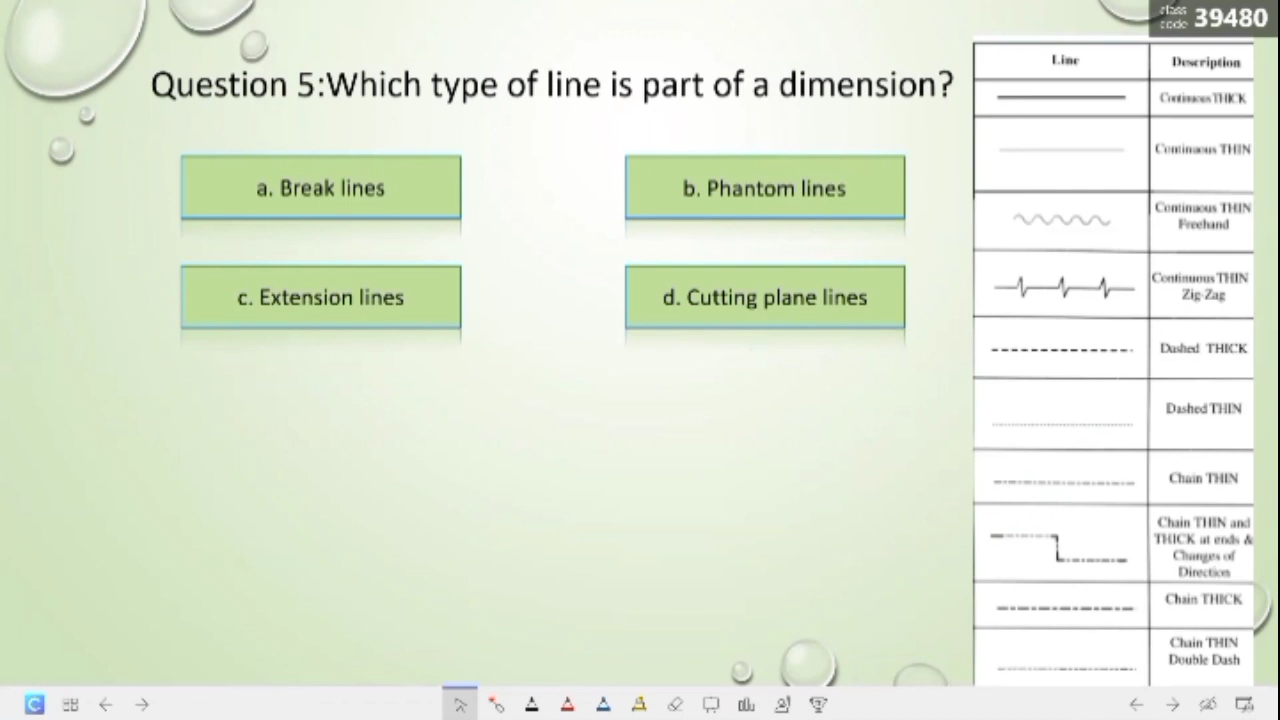 class
code 39480
Question 5:Which type of line is part of a dimension?
a. Break lines
b. Phantom lines
c. Extension lines
d. Cutting plane lines
Line Description
Continuous THICK
Continuous THIN
Continuous THIN
Freehand
Continuous THIN
Zig-Zag
Dashed THICK
Dashed THIN
Chain THIN
Chain THIN and
THICK at ends &
Changes of
Direction
Chain THICK
Chain THIN
Double Dash